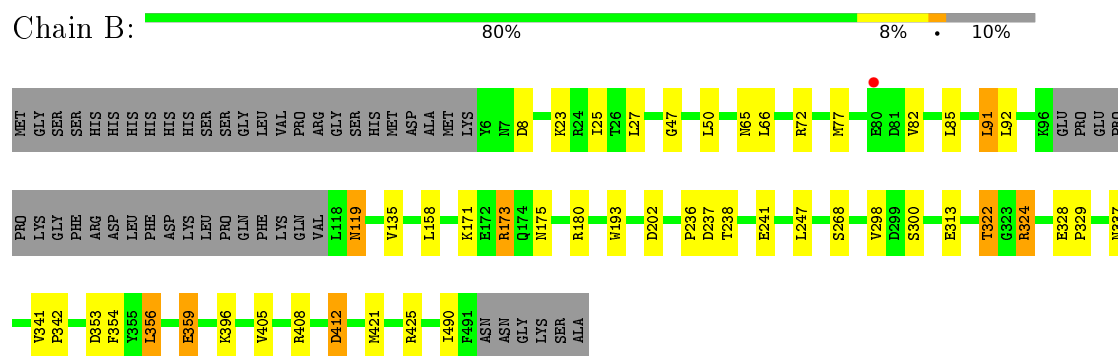 Chain B:
80% 8% • 10%
MET GLY SER SER HIS HIS HIS HIS HIS HIS SER SER GLY LEU VAL PRO ARG GLY SER HIS MET ASP ALA MET LYS Y6 N7 D8 K23 R24 I25 T26 L27 G47 L50 N65 L66 R72 M77 E80 D81 V82 L85 L91 L92 K96 GLU PRO GLU PRO
PRO LYS GLY PHE ARG ASP LEU PHE ASP LYS LEU PRO GLN PHE LYS GLN VAL L118 N119 V135 L158 K171 E172 R173 Q174 N175 R180 W193 D202 P236 D237 T238 E241 L247 S268 V298 D299 S300 E313 T322 G323 R324 E328 P329 N337
V341 P342 D353 F354 Y355 L356 E359 K396 V405 R408 D412 M421 R425 I490 F491 ASN ASN GLY LYS SER ALA